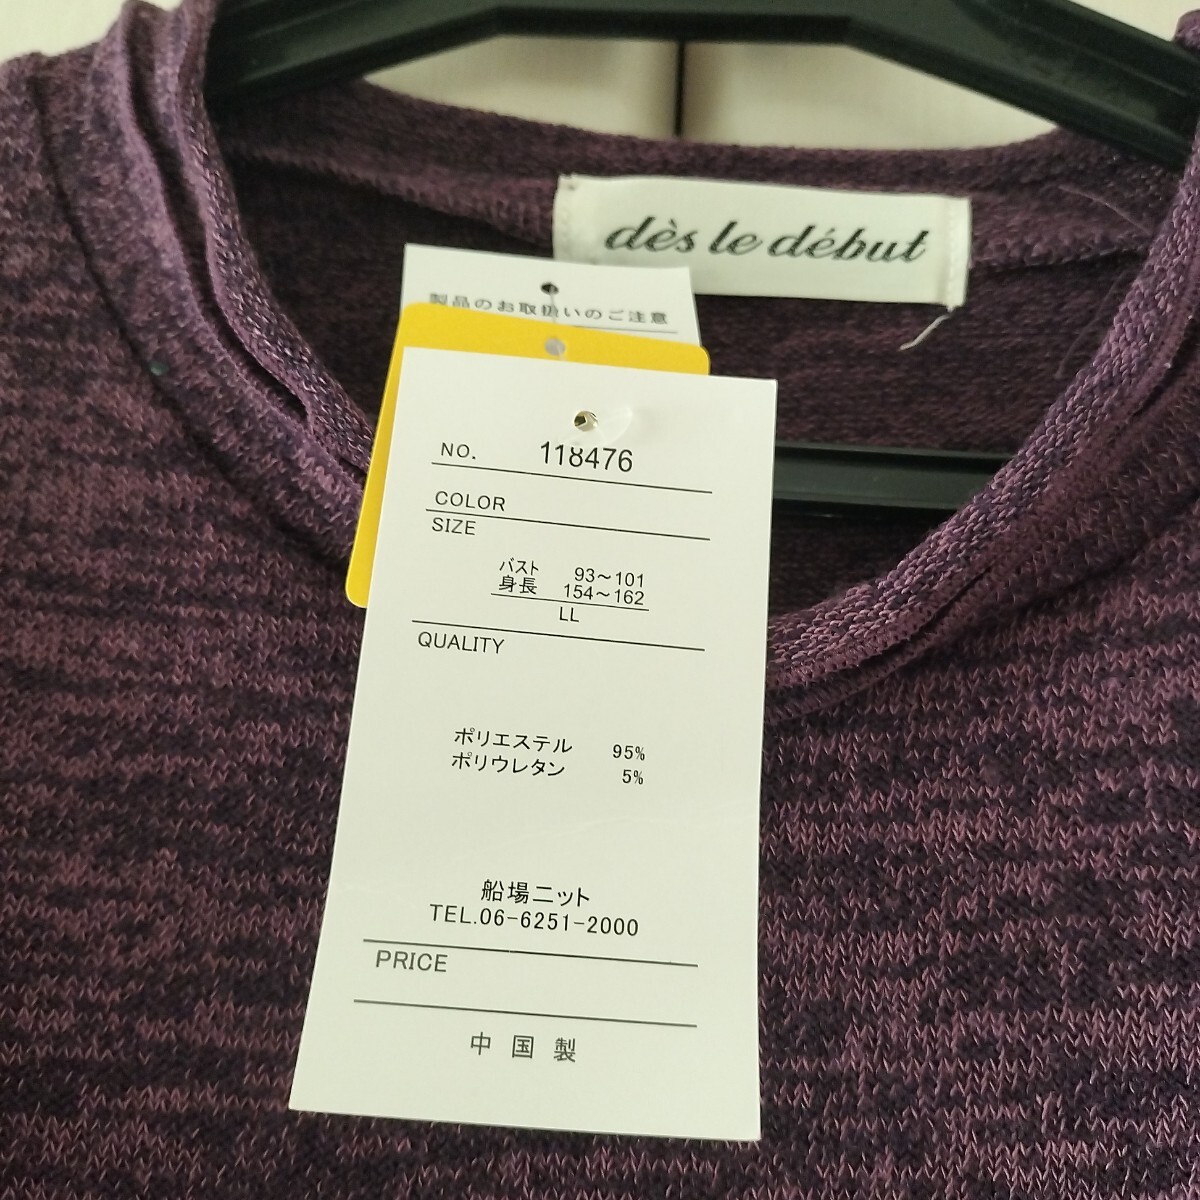 dès le début
製品のお取扱いのご注意
NO. 118476
COLOR
SIZE
バスト 93～101
身長 154～162
LL
QUALITY
ポリエステル 95%
ポリウレタン 5%
船場ニット
TEL.06-6251-2000
PRICE
中国製